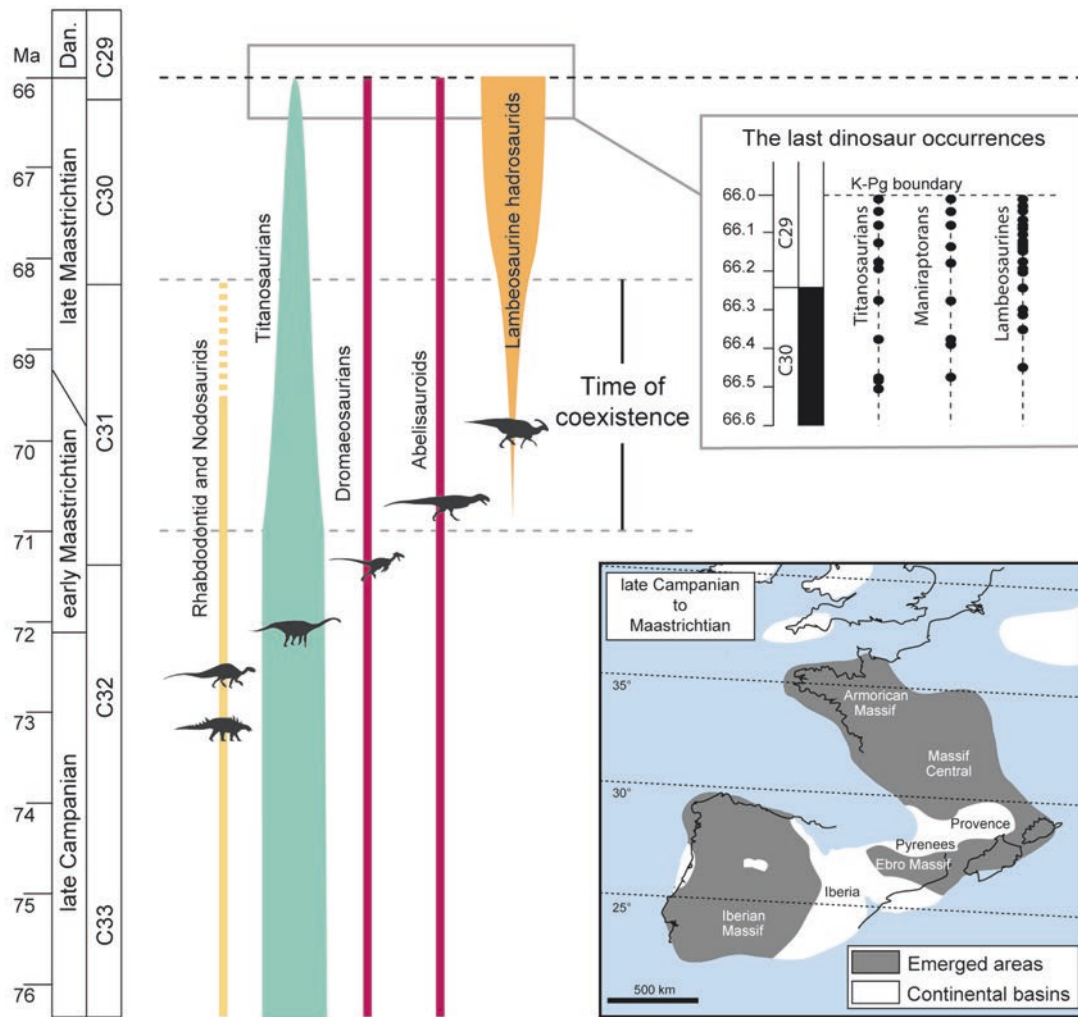 Ma
Dan.
C29
66
67
68
69
70
71
72
73
74
75
76
late Maastrichtian
early Maastrichtian
late Campanian
C30
C31
C32
C33
Rhabdodontid and Nodosaurids
Titanosaurians
Dromaeosaurians
Abelisauroids
Lambeosaurine hadrosaurids
Time of
coexistence
The last dinosaur occurrences
K-Pg boundary
66.0
66.1
66.2
66.3
66.4
66.5
66.6
C29
C30
Titanosaurians
Maniraptorans
Lambeosaurines
late Campanian
to
Maastrichtian
35°
30°
25°
Armorican
Massif
Massif
Central
Provence
Pyrenees
Ebro Massif
Iberia
Iberian
Massif
500 km
Emerged areas
Continental basins